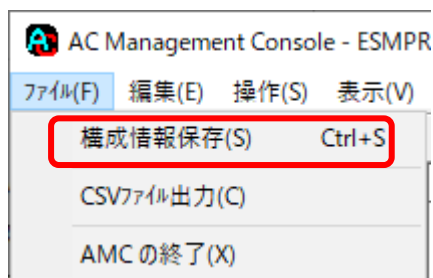 AC Management Console - ESMPR
ﾌｧｲﾙ(F) 編集(E) 操作(S) 表示(V)
構成情報保存(S) Ctrl+S
CSVﾌｧｲﾙ出力(C)
AMC の終了(X)